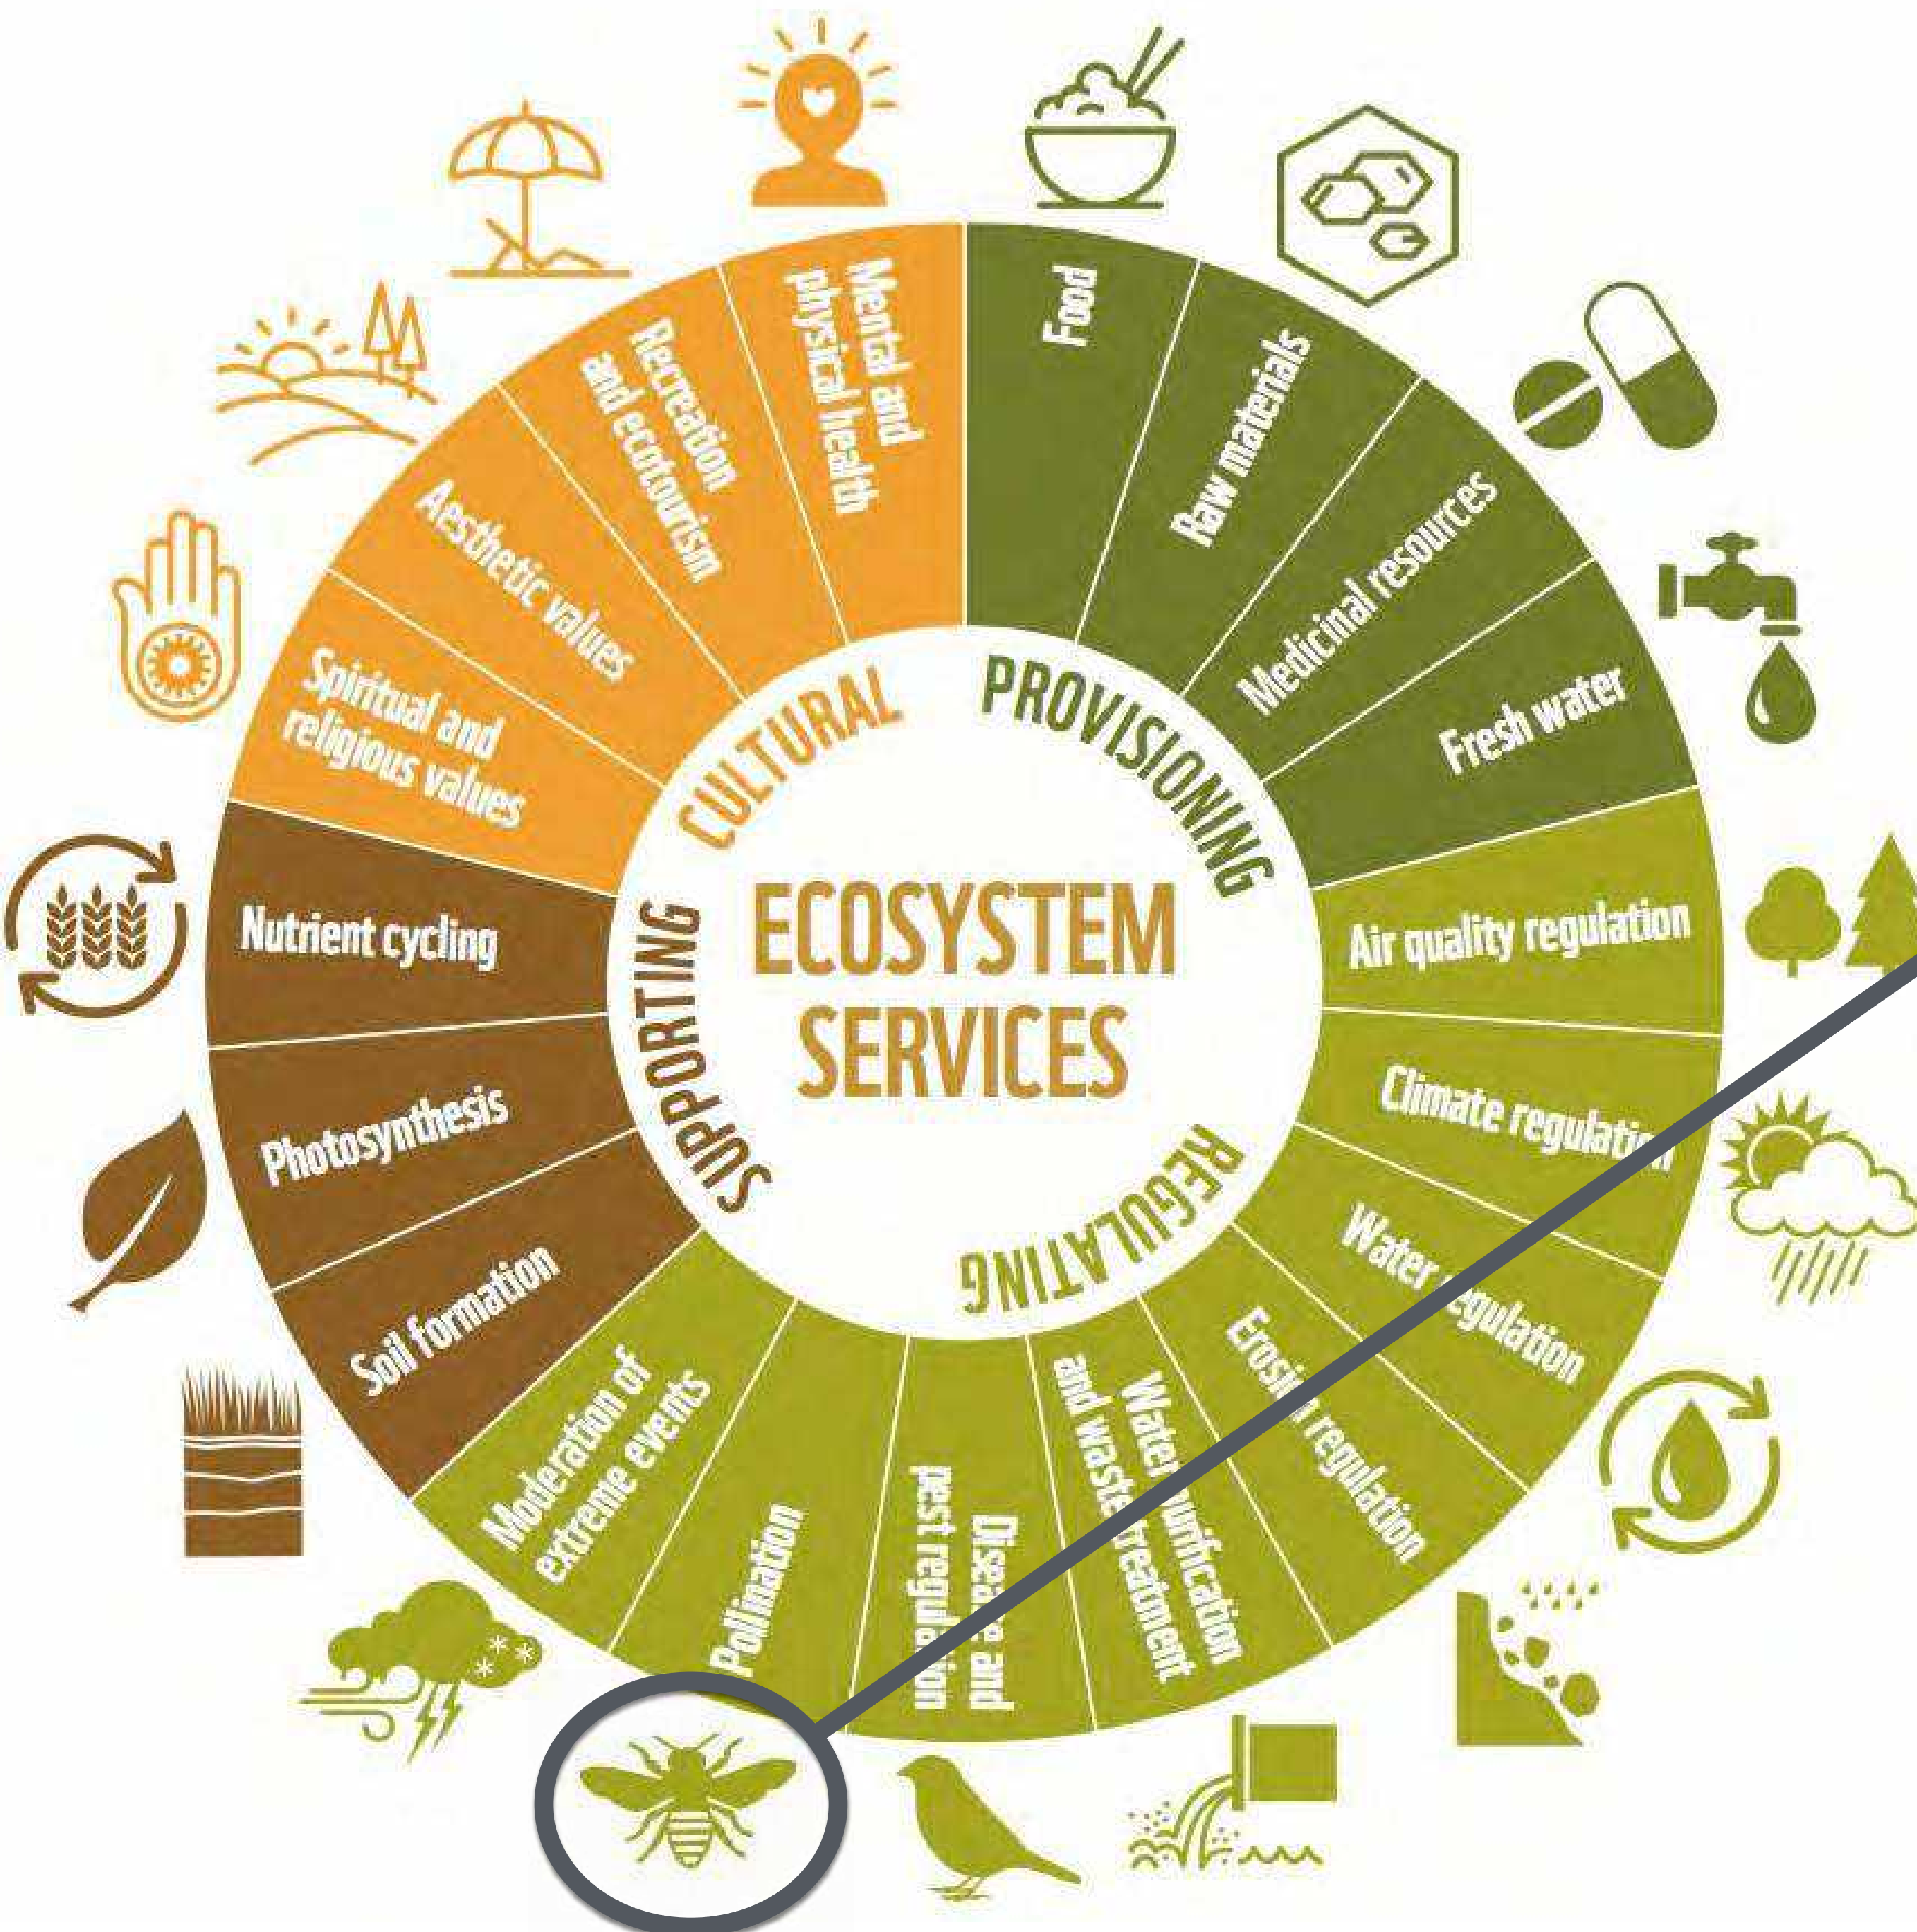 ECOSYSTEM
SERVICES
PROVISIONING
Food
Raw materials
Medicinal resources
Fresh water
REGULATING
Air quality regulation
Climate regulation
Water regulation
Erosion regulation
Water purification
and waste treatment
Disease and
pest regulation
Pollination
Moderation of
extreme events
SUPPORTING
Soil formation
Photosynthesis
Nutrient cycling
CULTURAL
Spiritual and
religious values
Aesthetic values
Recreation
and ecotourism
Mental and
physical health